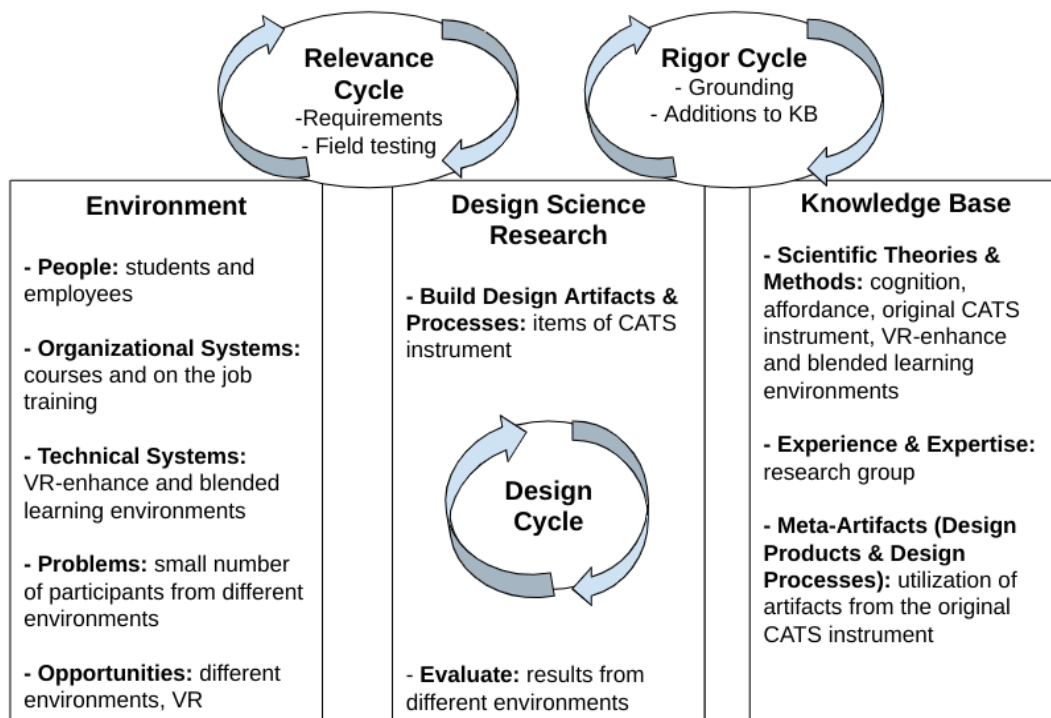 Relevance
Cycle
-Requirements
- Field testing
Rigor Cycle
- Grounding
- Additions to KB
Environment
- People: students and
employees
- Organizational Systems:
courses and on the job
training
- Technical Systems:
VR-enhance and blended
learning environments
- Problems: small number
of participants from different
environments
- Opportunities: different
environments, VR
Design Science
Research
- Build Design Artifacts &
Processes: items of CATS
instrument
Design
Cycle
- Evaluate: results from
different environments
Knowledge Base
- Scientific Theories &
Methods: cognition,
affordance, original CATS
instrument, VR-enhance
and blended learning
environments
- Experience & Expertise:
research group
- Meta-Artifacts (Design
Products & Design
Processes): utilization of
artifacts from the original
CATS instrument